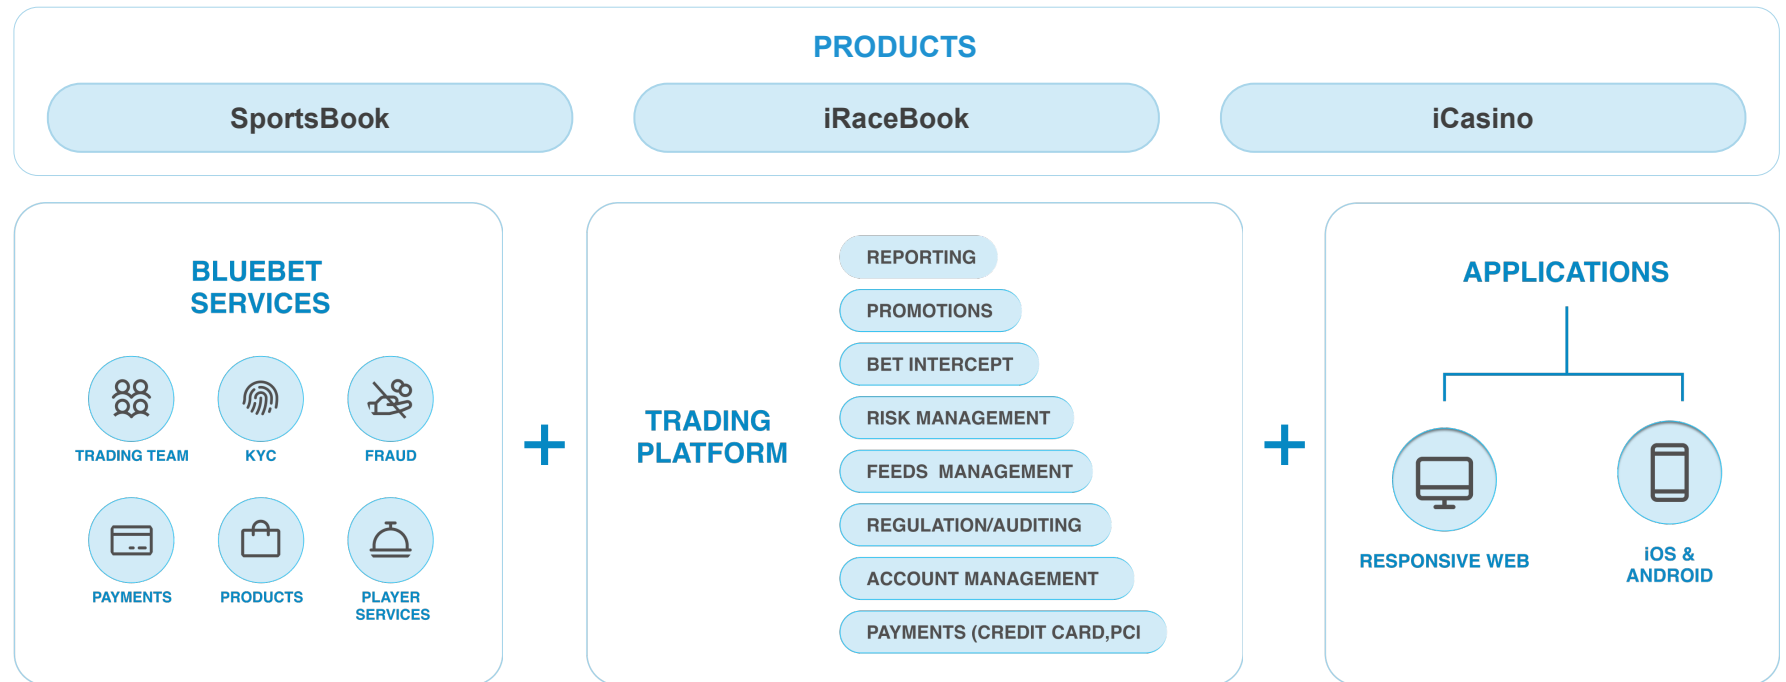 PRODUCTS
SportsBook
iRaceBook
iCasino
BLUEBET
SERVICES
TRADING TEAM
KYC
FRAUD
PAYMENTS
PRODUCTS
PLAYER
SERVICES
+
TRADING
PLATFORM
REPORTING
PROMOTIONS
BET INTERCEPT
RISK MANAGEMENT
FEEDS  MANAGEMENT
REGULATION/AUDITING
ACCOUNT MANAGEMENT
PAYMENTS (CREDIT CARD,PCI
+
APPLICATIONS
RESPONSIVE WEB
iOS &
ANDROID